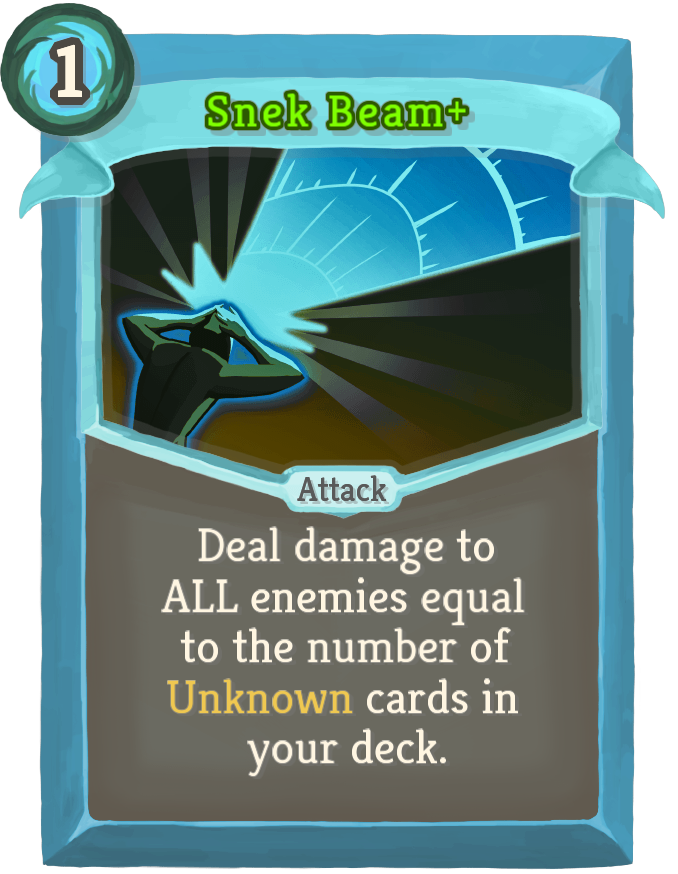 1
Snek Beam+
Attack
Deal damage to
ALL enemies equal
to the number of
Unknown cards in
your deck.